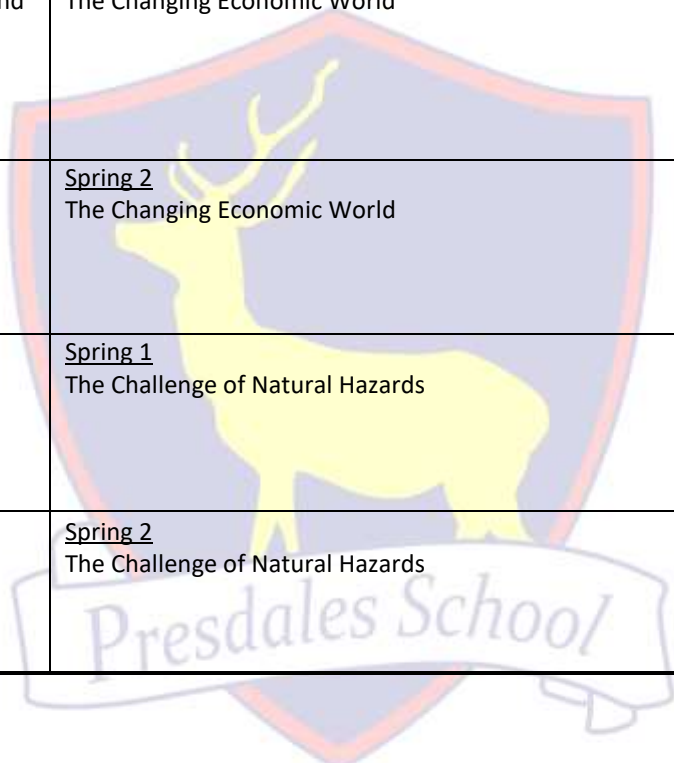 The Changing Economic World
Spring 2
The Changing Economic World
Spring 1
The Challenge of Natural Hazards
Spring 2
The Challenge of Natural Hazards
Presdales School